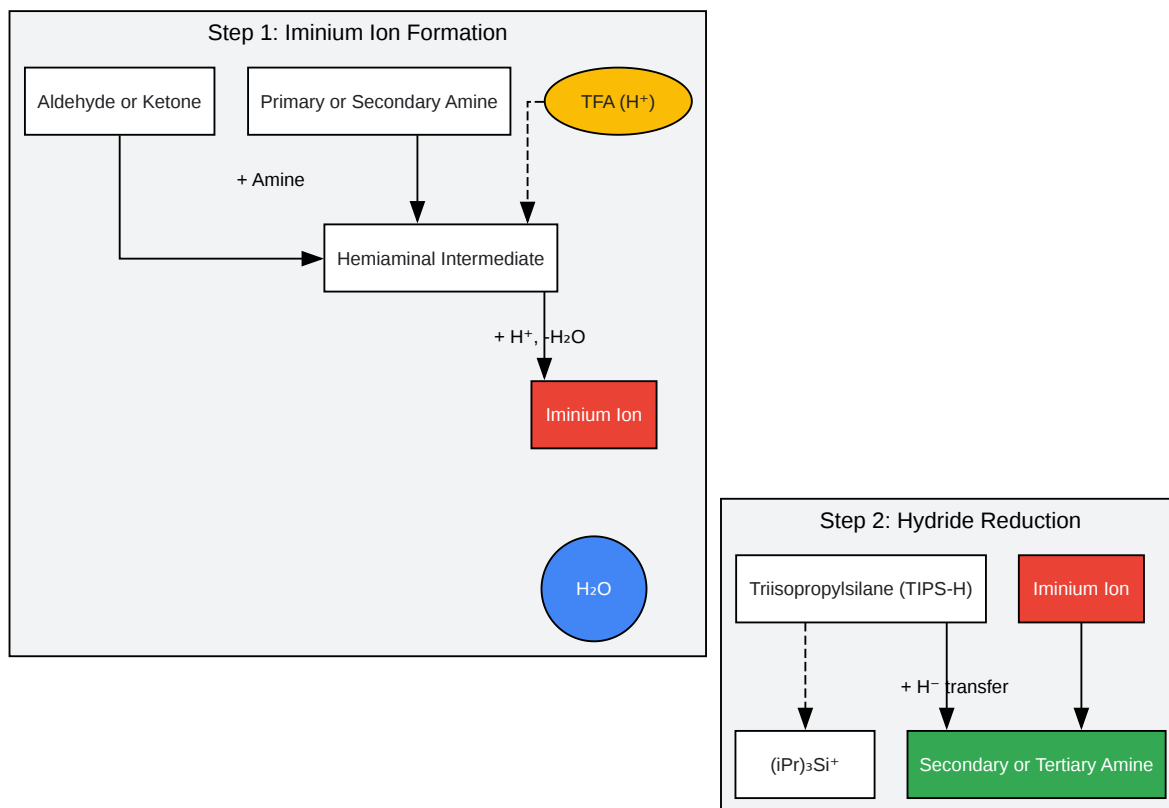 Step 1: Iminium Ion Formation
Aldehyde or Ketone
Primary or Secondary Amine
TFA (H⁺)
+ Amine
Hemiaminal Intermediate
+ H⁺, -H₂O
Iminium Ion
H₂O
Step 2: Hydride Reduction
Triisopropylsilane (TIPS-H)
Iminium Ion
+ H⁻ transfer
(iPr)₃Si⁺
Secondary or Tertiary Amine